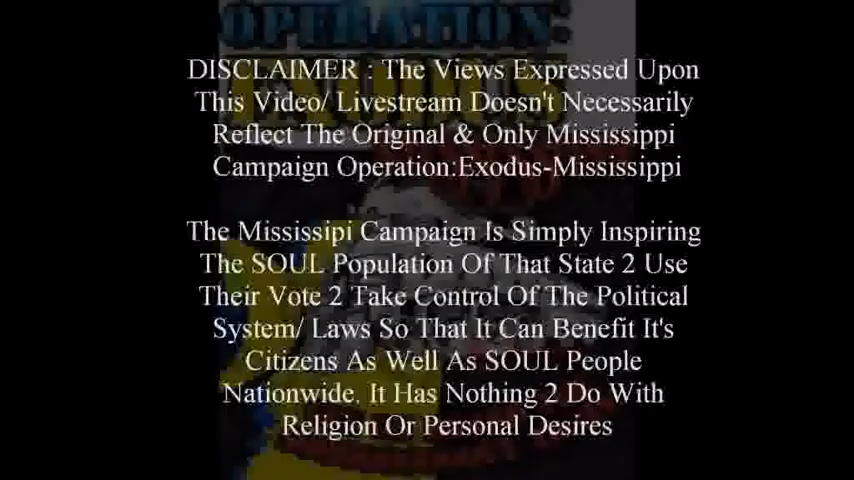 OPERATION:
DISCLAIMER : The Views Expressed Upon
This Video/ Livestream Doesn't Necessarily
Reflect The Original & Only Mississippi
Campaign Operation:Exodus-Mississippi
The Mississipi Campaign Is Simply Inspiring
The SOUL Population Of That State 2 Use
Their Vote 2 Take Control Of The Political
System/ Laws So That It Can Benefit It's
Citizens As Well As SOUL People
Nationwide. It Has Nothing 2 Do With
Religion Or Personal Desires